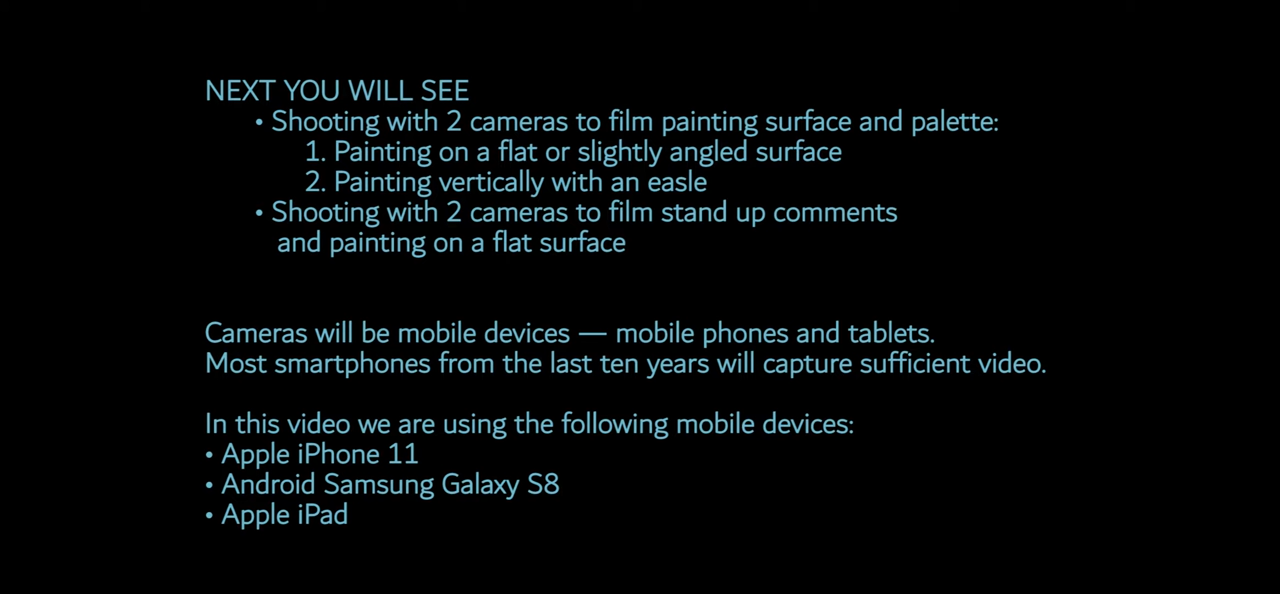 NEXT YOU WILL SEE
• Shooting with 2 cameras to film painting surface and palette:
1. Painting on a flat or slightly angled surface
2. Painting vertically with an easle
• Shooting with 2 cameras to film stand up comments
and painting on a flat surface
Cameras will be mobile devices — mobile phones and tablets.
Most smartphones from the last ten years will capture sufficient video.
In this video we are using the following mobile devices:
• Apple iPhone 11
• Android Samsung Galaxy S8
• Apple iPad